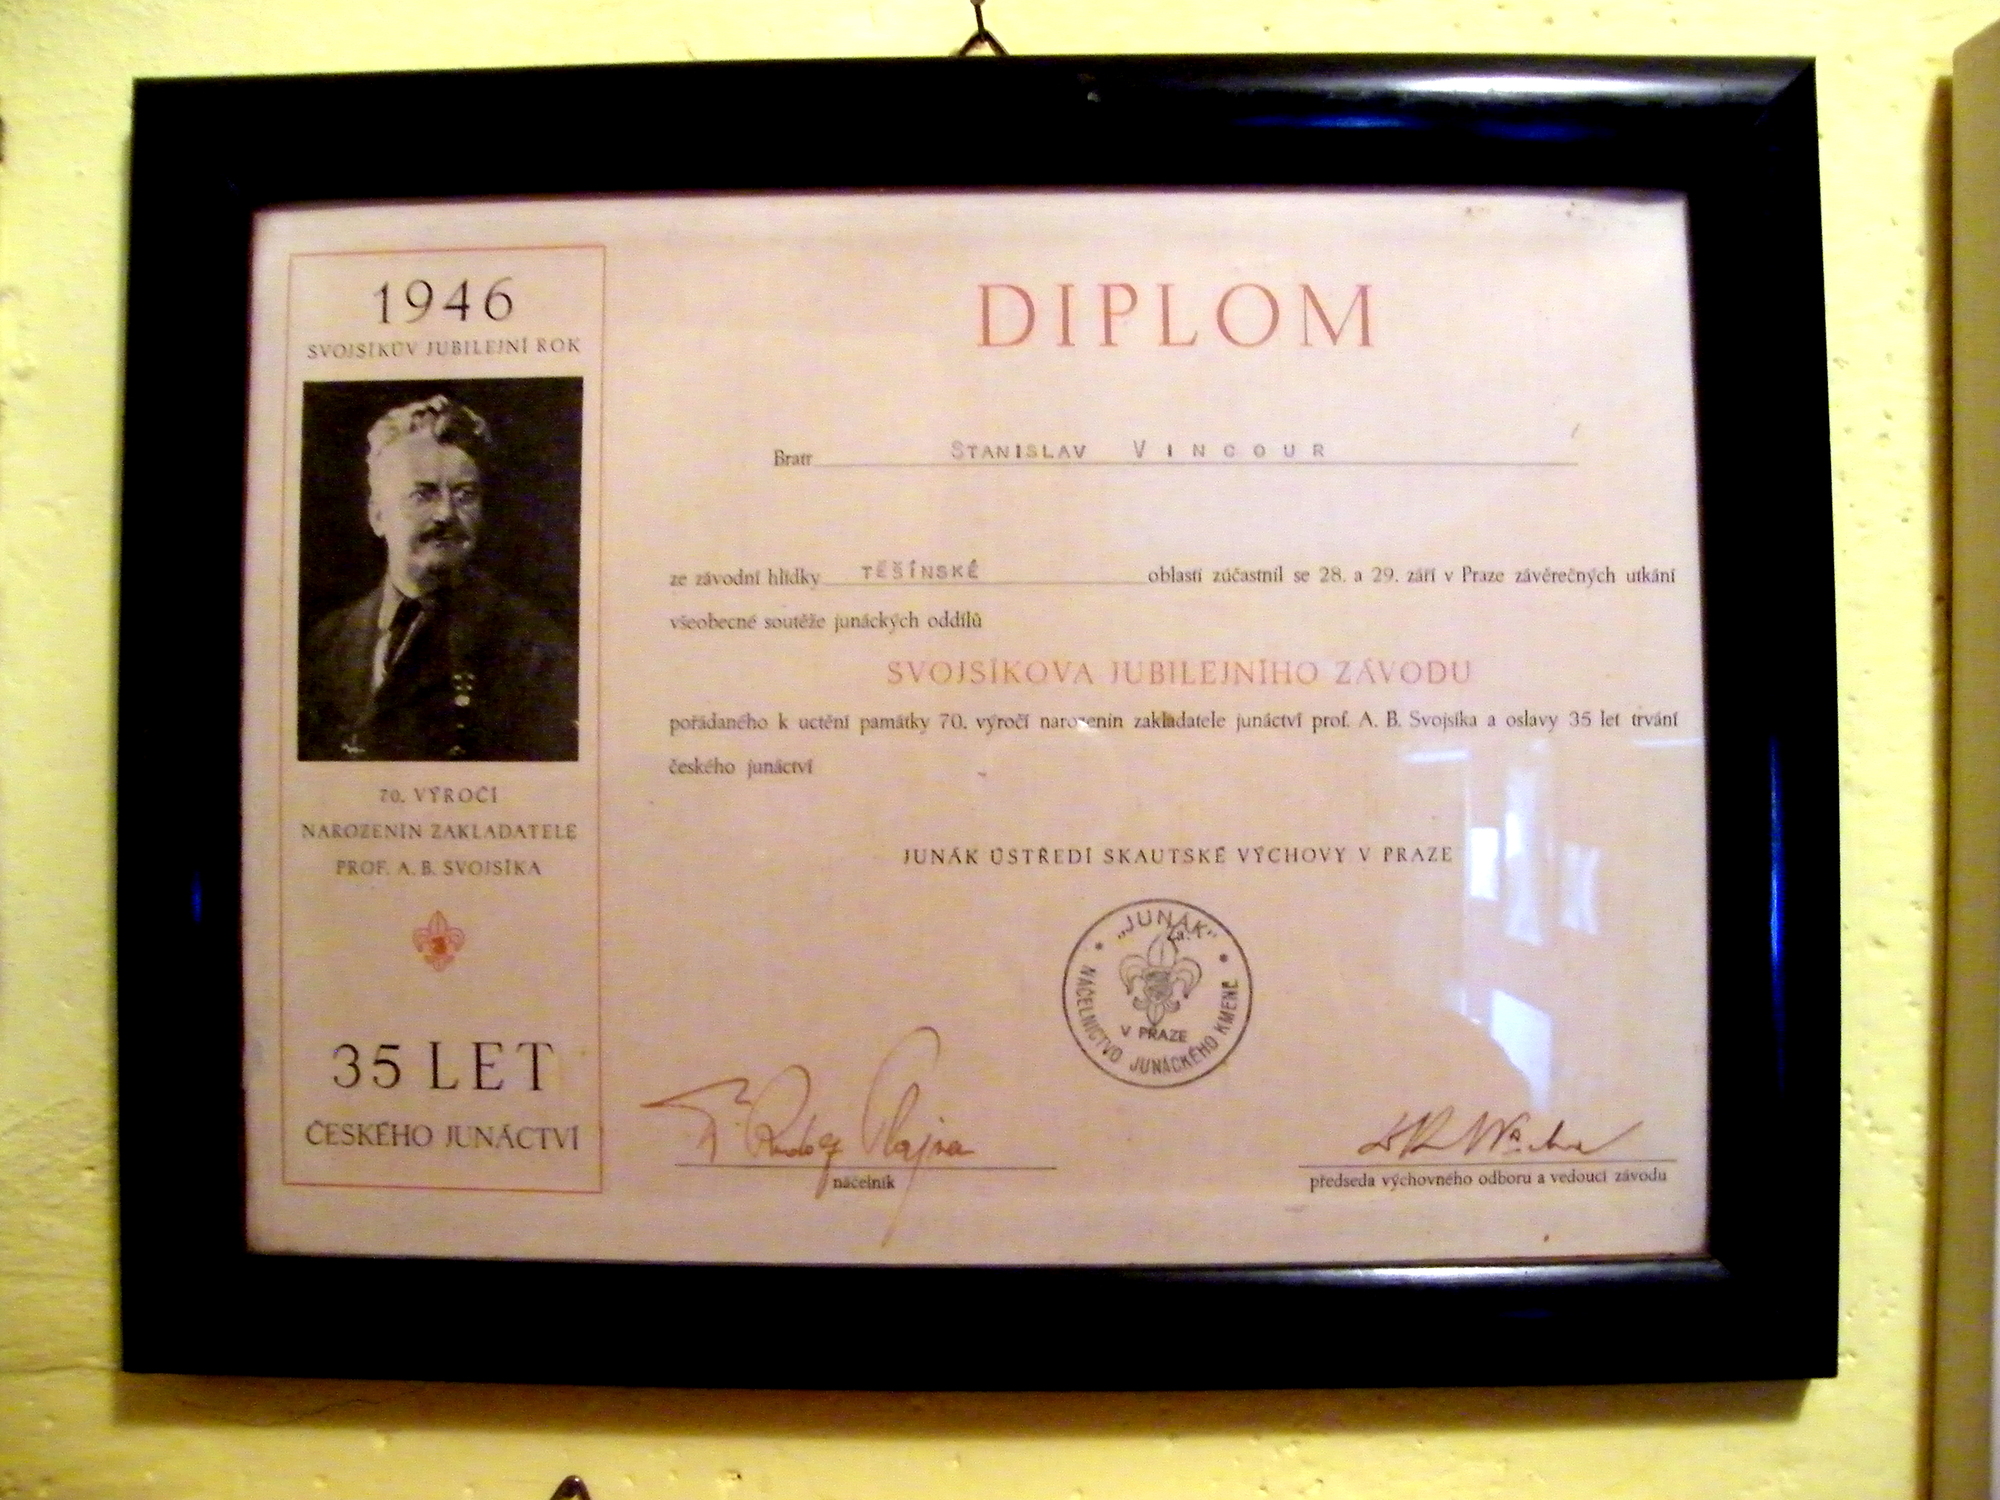 1946
SVOJSÍKŮV JUBILEJNÍ ROK
70. VÝROČÍ
NAROZENIN ZAKLADATELE
PROF. A. B. SVOJSÍKA
35 LET
ČESKÉHO JUNÁCTVÍ
DIPLOM
Bratr STANISLAV VINCOUR
ze závodní hlídky TĚŠÍNSKÉ oblasti zúčastnil se 28. a 29. září v Praze závěrečných utkání
všeobecné soutěže junáckých oddílů
SVOJSÍKOVA JUBILEJNÍHO ZÁVODU
pořádaného k uctění památky 70. výročí narozenin zakladatele junáctví prof. A. B. Svojsíka a oslavy 35 let trvání
českého junáctví
JUNÁK ÚSTŘEDÍ SKAUTSKÉ VÝCHOVY V PRAZE
„JUNÁK“
V PRAZE
NÁČELNICTVO JUNÁCKÉHO KMENE
Rudolf Plajner
náčelník
předseda výchovného odboru a vedoucí závodu